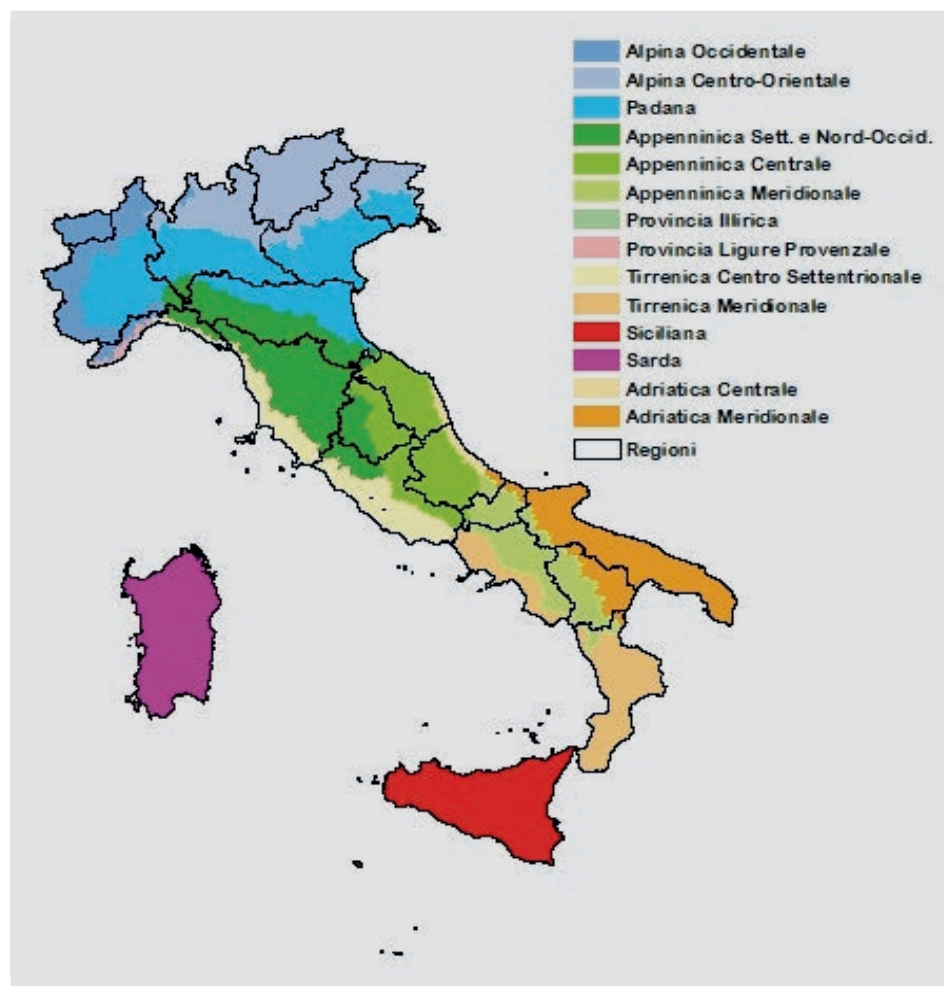 Alpina Occidentale
Alpina Centro-Orientale
Padana
Appenninica Sett. e Nord-Occid.
Appenninica Centrale
Appenninica Meridionale
Provincia Illirica
Provincia Ligure Provenzale
Tirrenica Centro Settentrionale
Tirrenica Meridionale
Siciliana
Sarda
Adriatica Centrale
Adriatica Meridionale
Regioni